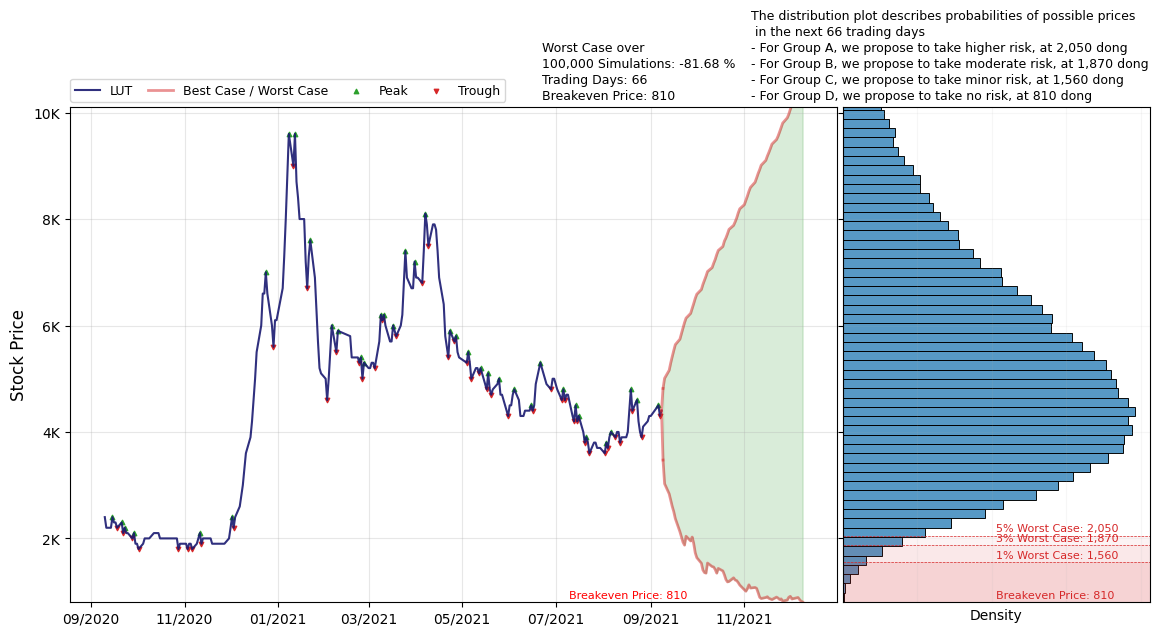 The distribution plot describes probabilities of possible prices
in the next 66 trading days
- For Group A, we propose to take higher risk, at 2,050 dong
- For Group B, we propose to take moderate risk, at 1,870 dong
- For Group C, we propose to take minor risk, at 1,560 dong
- For Group D, we propose to take no risk, at 810 dong
Worst Case over
100,000 Simulations: -81.68 %
Trading Days: 66
Breakeven Price: 810
LUT
Best Case / Worst Case
Peak
Trough
Stock Price
10K
8K
6K
4K
2K
Breakeven Price: 810
09/2020
11/2020
01/2021
03/2021
05/2021
07/2021
09/2021
11/2021
5% Worst Case: 2,050
3% Worst Case: 1,870
1% Worst Case: 1,560
Breakeven Price: 810
Density